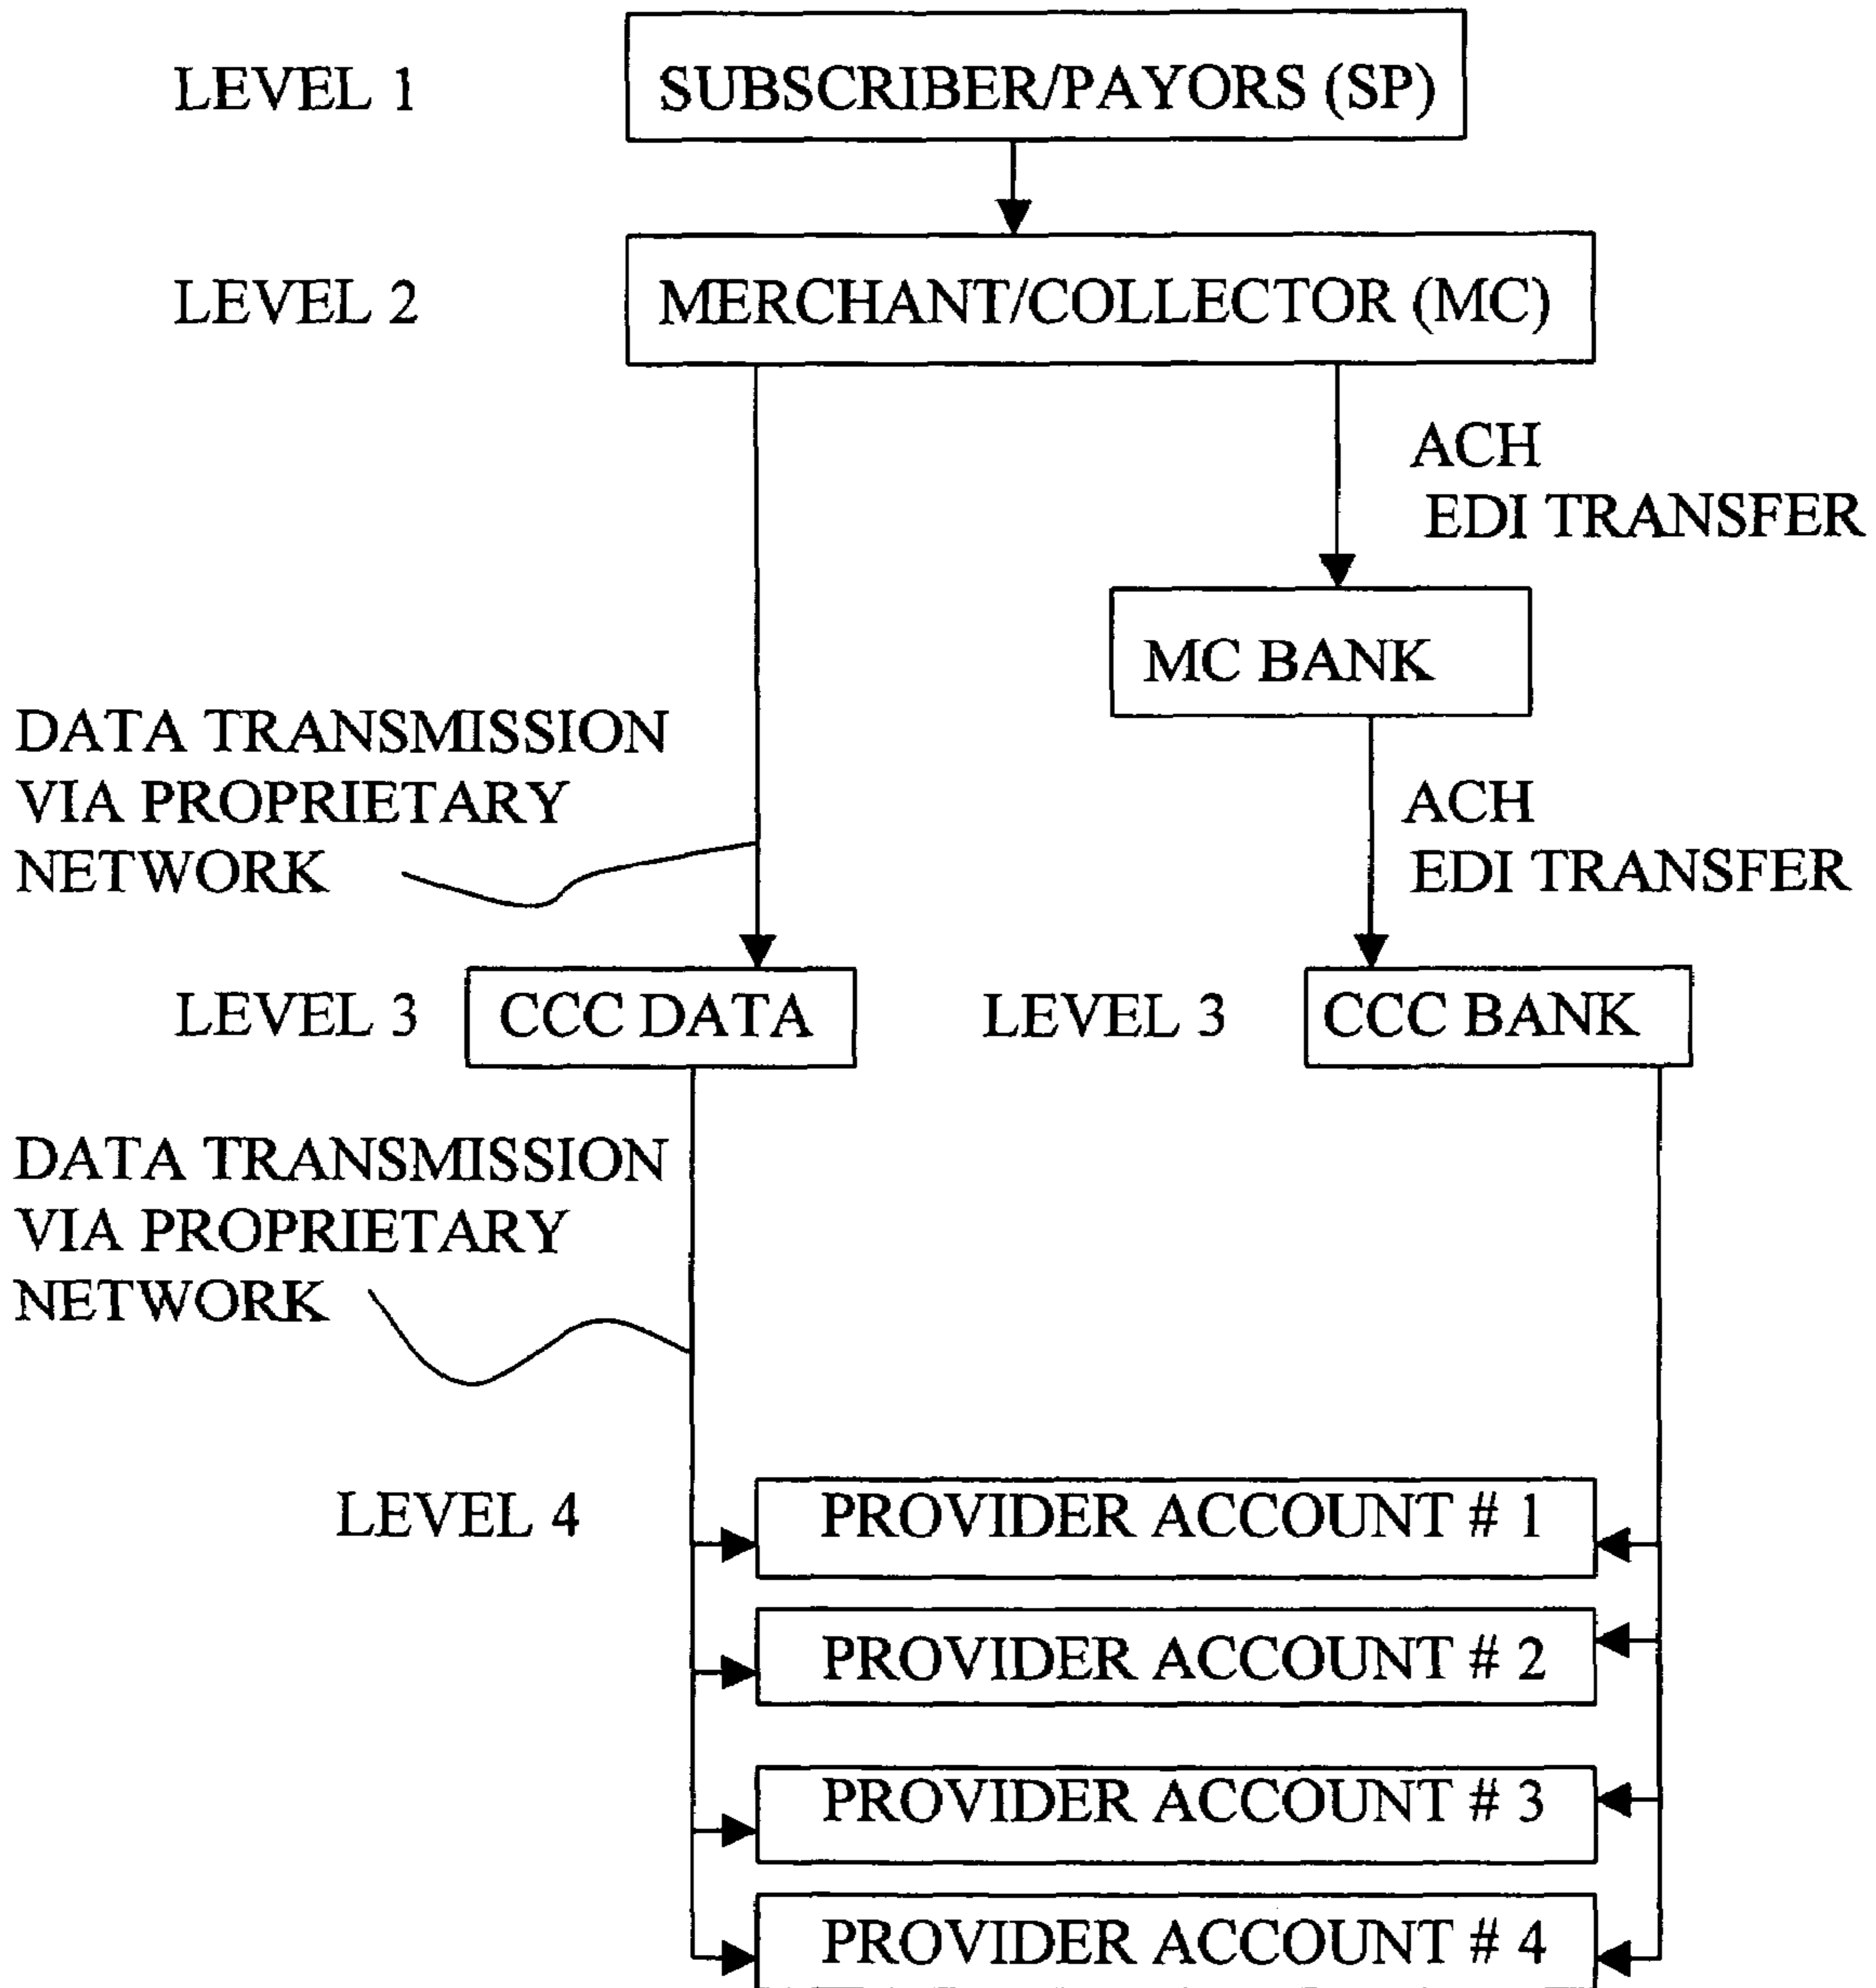 LEVEL 1
SUBSCRIBER/PAYORS (SP)
LEVEL 2
MERCHANT/COLLECTOR (MC)
ACH
EDI TRANSFER
MC BANK
DATA TRANSMISSION
VIA PROPRIETARY
NETWORK
ACH
EDI TRANSFER
LEVEL 3
CCC DATA
LEVEL 3
CCC BANK
DATA TRANSMISSION
VIA PROPRIETARY
NETWORK
LEVEL 4
PROVIDER ACCOUNT # 1
PROVIDER ACCOUNT # 2
PROVIDER ACCOUNT # 3
PROVIDER ACCOUNT # 4